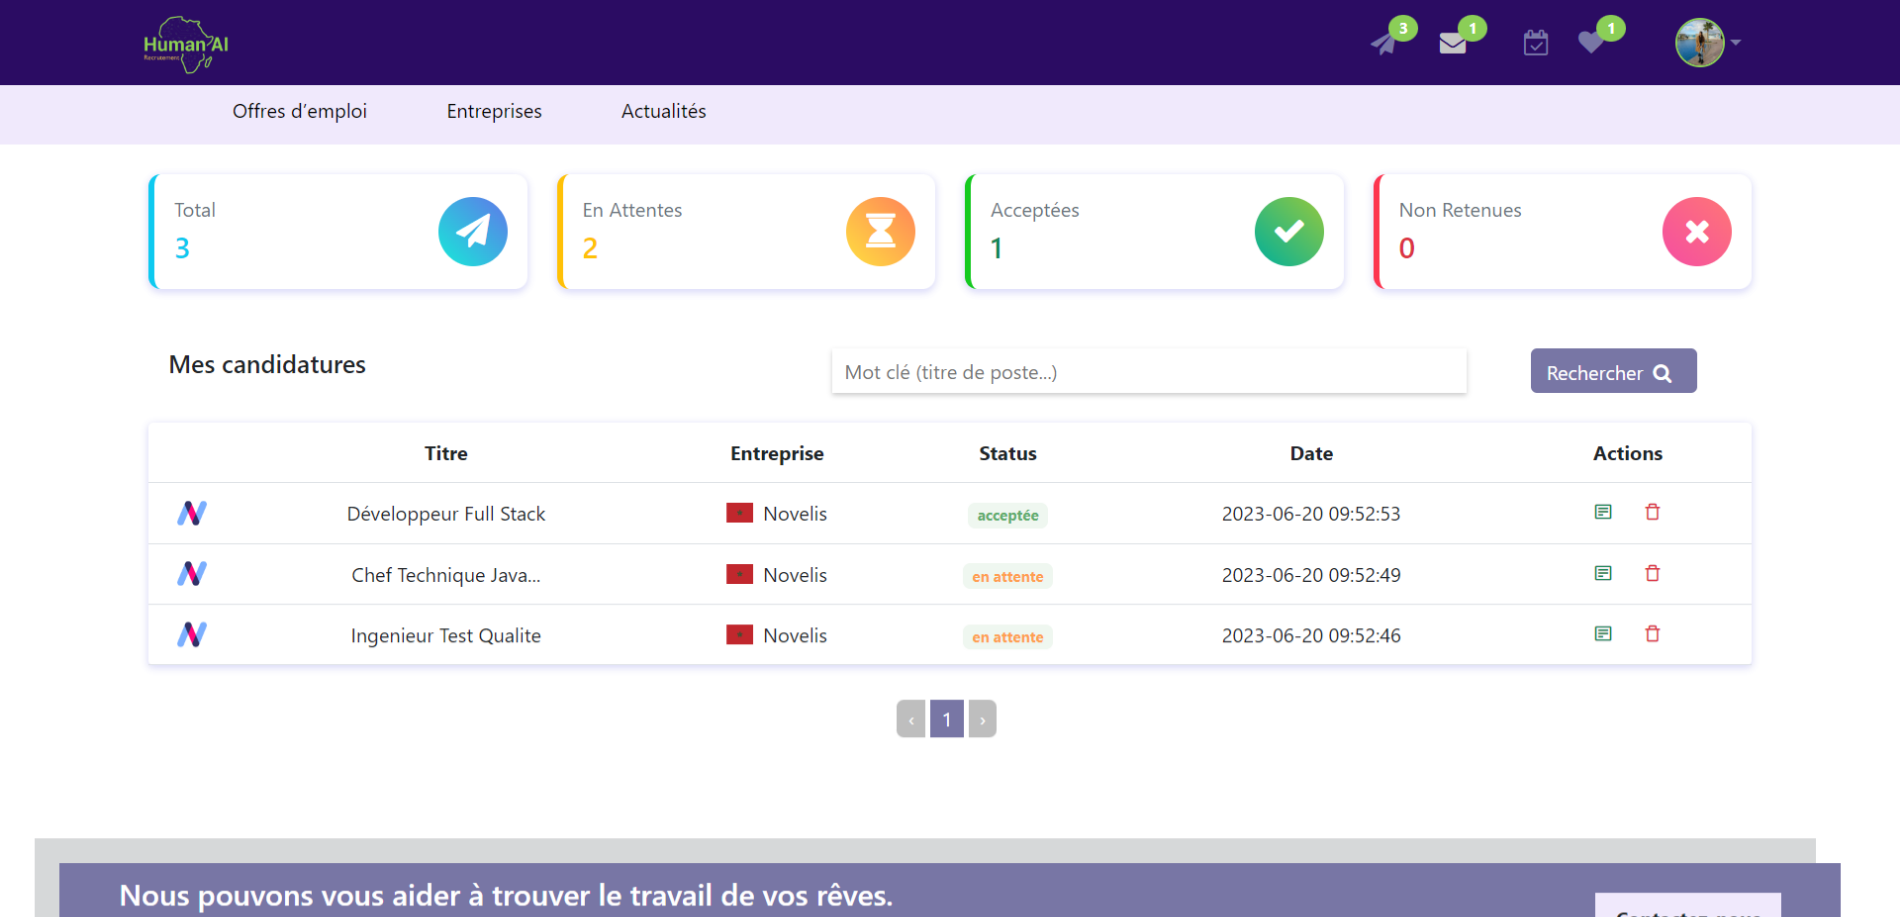 Human AI
Recrutement
3
1
1
Offres d’emploi
Entreprises
Actualités
Total
3
En Attentes
2
Acceptées
1
Non Retenues
0
Mes candidatures
Mot clé (titre de poste...)
Rechercher
Titre Entreprise Status Date Actions
Développeur Full Stack Novelis acceptée 2023-06-20 09:52:53
Chef Technique Java... Novelis en attente 2023-06-20 09:52:49
Ingenieur Test Qualite Novelis en attente 2023-06-20 09:52:46
‹ 1 ›
Nous pouvons vous aider à trouver le travail de vos rêves.